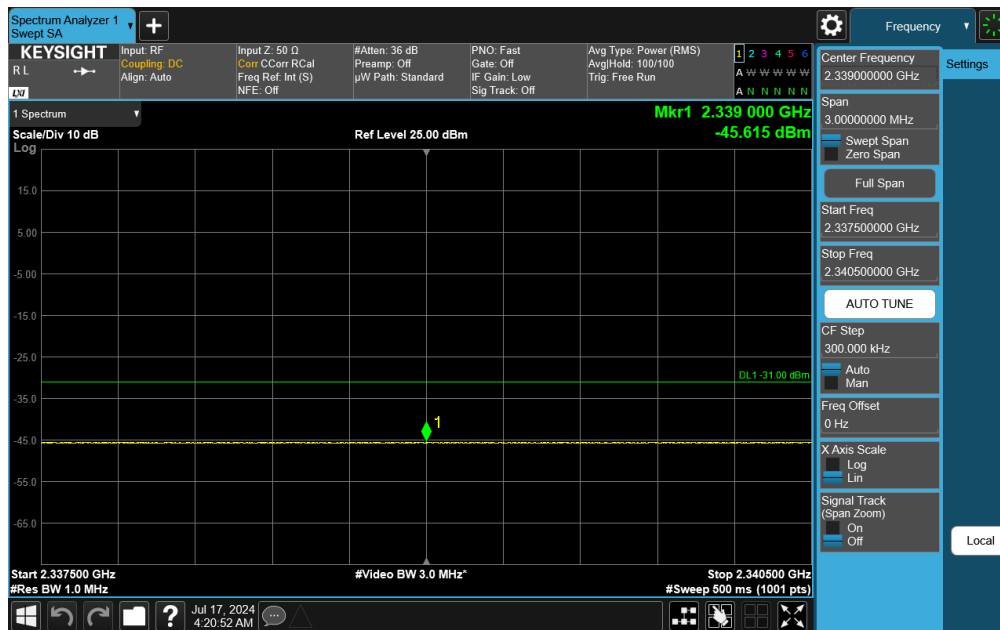 Spectrum Analyzer 1
Swept SA
+
Frequency
KEYSIGHT
R L
LXI
Input: RF
Coupling: DC
Align: Auto
Input Z: 50 Ω
Corr CCorr RCal
Freq Ref: Int (S)
NFE: Off
#Atten: 36 dB
Preamp: Off
µW Path: Standard
PNO: Fast
Gate: Off
IF Gain: Low
Sig Track: Off
Avg Type: Power (RMS)
Avg|Hold: 100/100
Trig: Free Run
1 2 3 4 5 6
A W W W W W
A N N N N N
1 Spectrum
Scale/Div 10 dB
Log
Ref Level 25.00 dBm
Mkr1 2.339 000 GHz
-45.615 dBm
15.0
5.00
-5.00
-15.0
-25.0
DL1 -31.00 dBm
-35.0
1
-45.0
-55.0
-65.0
Start 2.337500 GHz
#Res BW 1.0 MHz
#Video BW 3.0 MHz*
Stop 2.340500 GHz
#Sweep 500 ms (1001 pts)
Center Frequency
2.339000000 GHz
Settings
Span
3.00000000 MHz
Swept Span
Zero Span
Full Span
Start Freq
2.337500000 GHz
Stop Freq
2.340500000 GHz
AUTO TUNE
CF Step
300.000 kHz
Auto
Man
Freq Offset
0 Hz
X Axis Scale
Log
Lin
Signal Track
(Span Zoom)
On
Off
Local
?
Jul 17, 2024
4:20:52 AM